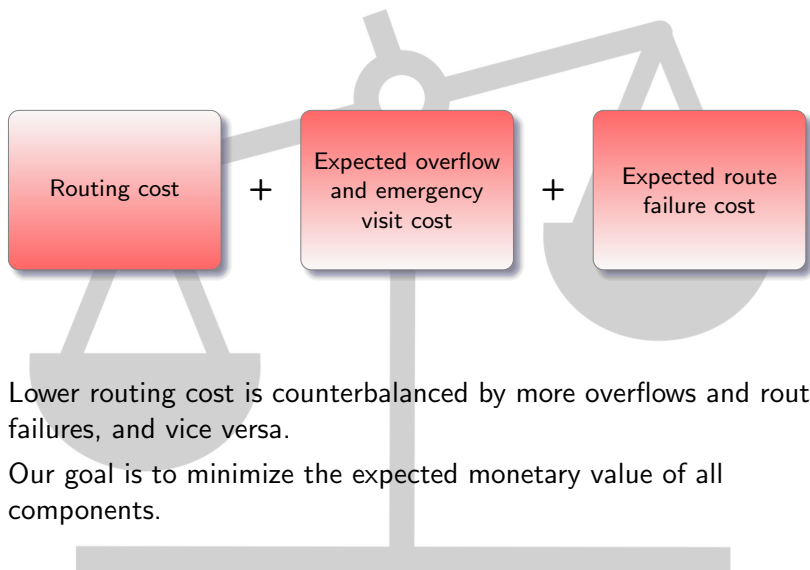 Routing cost
+
Expected overflow
and emergency
visit cost
+
Expected route
failure cost
Lower routing cost is counterbalanced by more overflows and rout
failures, and vice versa.
Our goal is to minimize the expected monetary value of all
components.